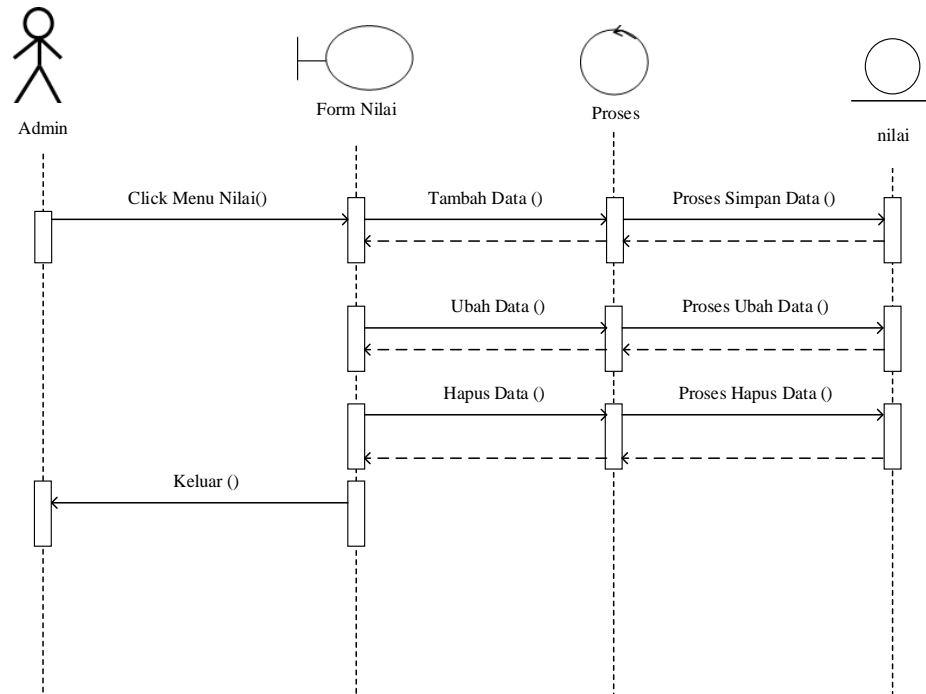 Admin
Form Nilai
Proses
nilai
Click Menu Nilai()
Tambah Data ()
Proses Simpan Data ()
Ubah Data ()
Proses Ubah Data ()
Hapus Data ()
Proses Hapus Data ()
Keluar ()